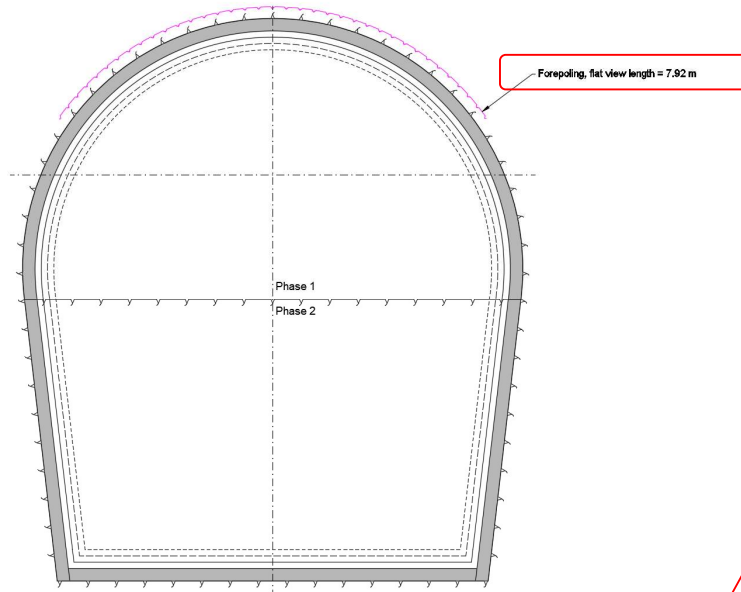 Forepoling, flat view length = 7.92 m
Phase 1
Phase 2